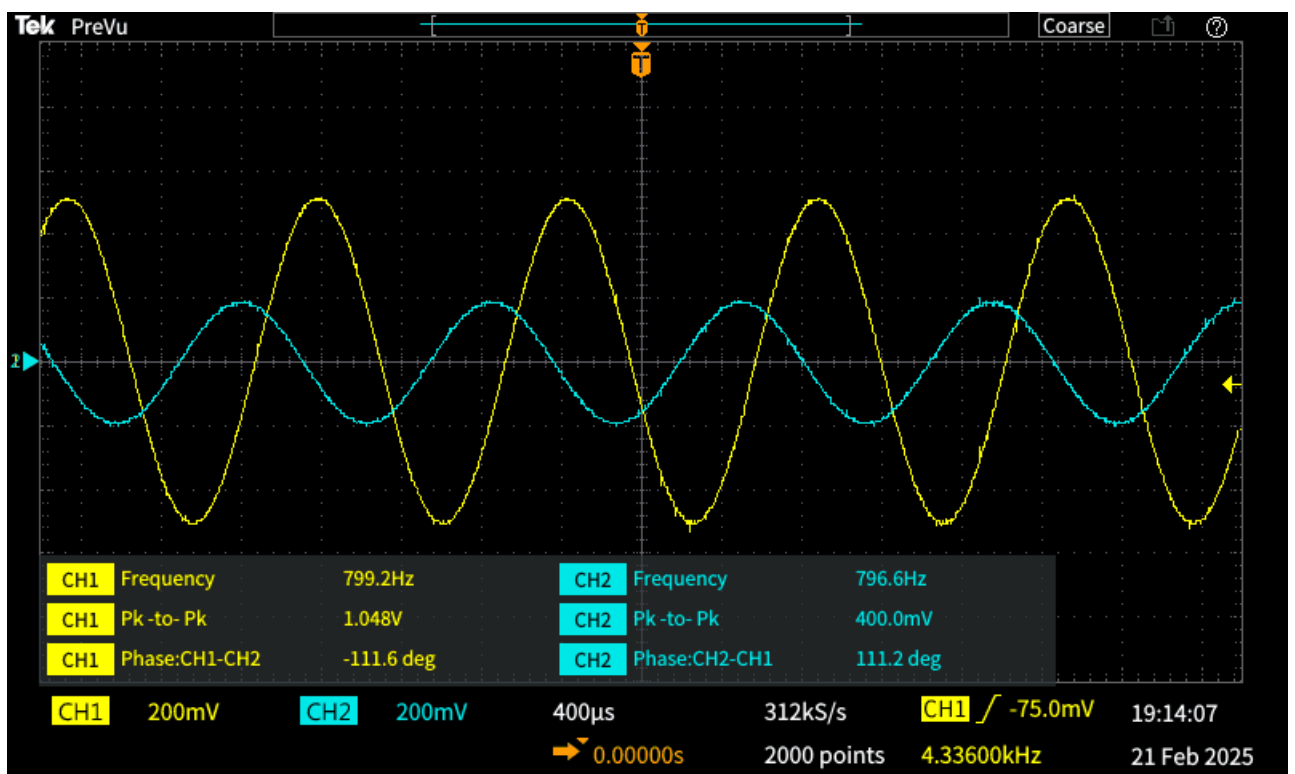 Tek PreVu Coarse
T
T
2
CH1 Frequency 799.2Hz CH2 Frequency 796.6Hz
CH1 Pk -to- Pk 1.048V CH2 Pk -to- Pk 400.0mV
CH1 Phase:CH1-CH2 -111.6 deg CH2 Phase:CH2-CH1 111.2 deg
CH1 200mV CH2 200mV 400µs 312kS/s CH1 -75.0mV 19:14:07
0.00000s 2000 points 4.33600kHz 21 Feb 2025